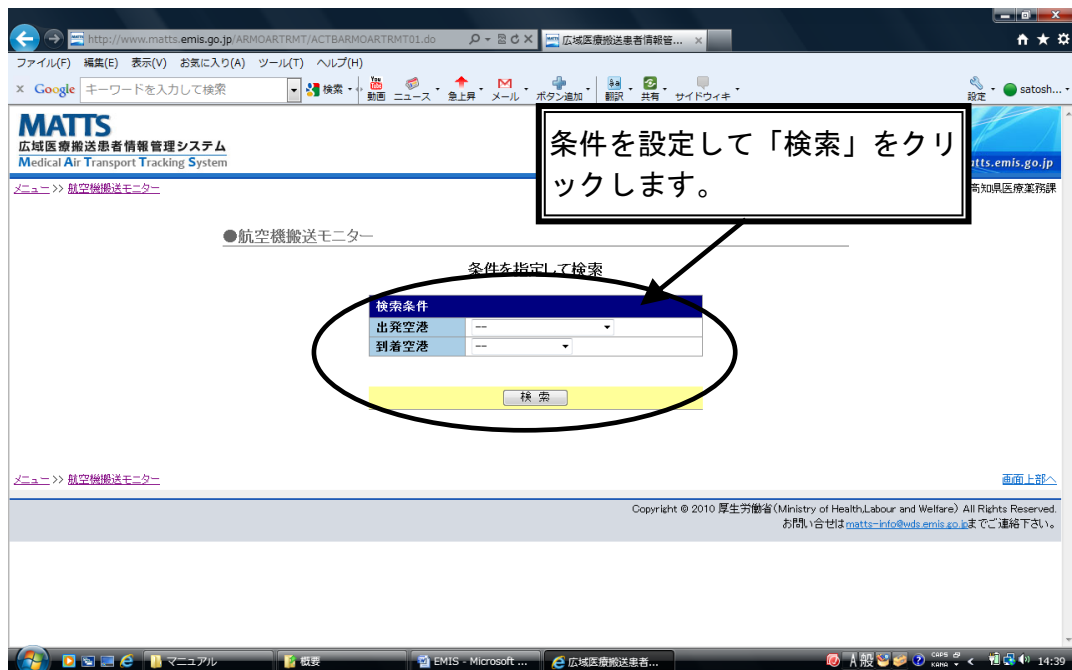 http://www.matts.emis.go.jp/ARMOARTRMT/ACTBARMOARTRMT01.do
広域医療搬送患者情報管...
ファイル(F) 編集(E) 表示(V) お気に入り(A) ツール(T) ヘルプ(H)
x Google キーワードを入力して検索 検索 You Tube 動画 ニュース 急上昇 メール ボタン追加 翻訳 共有 サイドウィキ 設定 satosh...
MATTS
広域医療搬送患者情報管理システム
Medical Air Transport Tracking System
条件を設定して「検索」をクリ
ックします。
atts.emis.go.jp
メニュー>> 航空機搬送モニター
高知県医療薬務課
●航空機搬送モニター
条件を指定して検索
検索条件
出発空港 --
到着空港 --
検 索
メニュー>> 航空機搬送モニター
画面上部へ
Copyright © 2010 厚生労働省(Ministry of Health,Labour and Welfare) All Rights Reserved.
お問い合せはmatts-info@wds.emis.go.jpまでご連絡下さい。
マニュアル 概要 EMIS - Microsoft ... 広域医療搬送患者... A 般 CAPS KANA 14:39